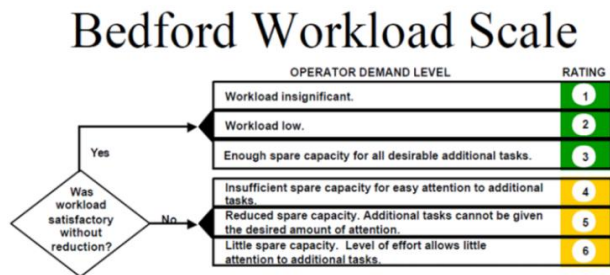 Bedford Workload Scale
OPERATOR DEMAND LEVEL RATING
Workload insignificant. 1
Workload low. 2
Yes
Enough spare capacity for all desirable additional tasks. 3
Was
workload
satisfactory
without
reduction?
No
Insufficient spare capacity for easy attention to additional
tasks. 4
Reduced spare capacity. Additional tasks cannot be given
the desired amount of attention. 5
Little spare capacity. Level of effort allows little
attention to additional tasks. 6